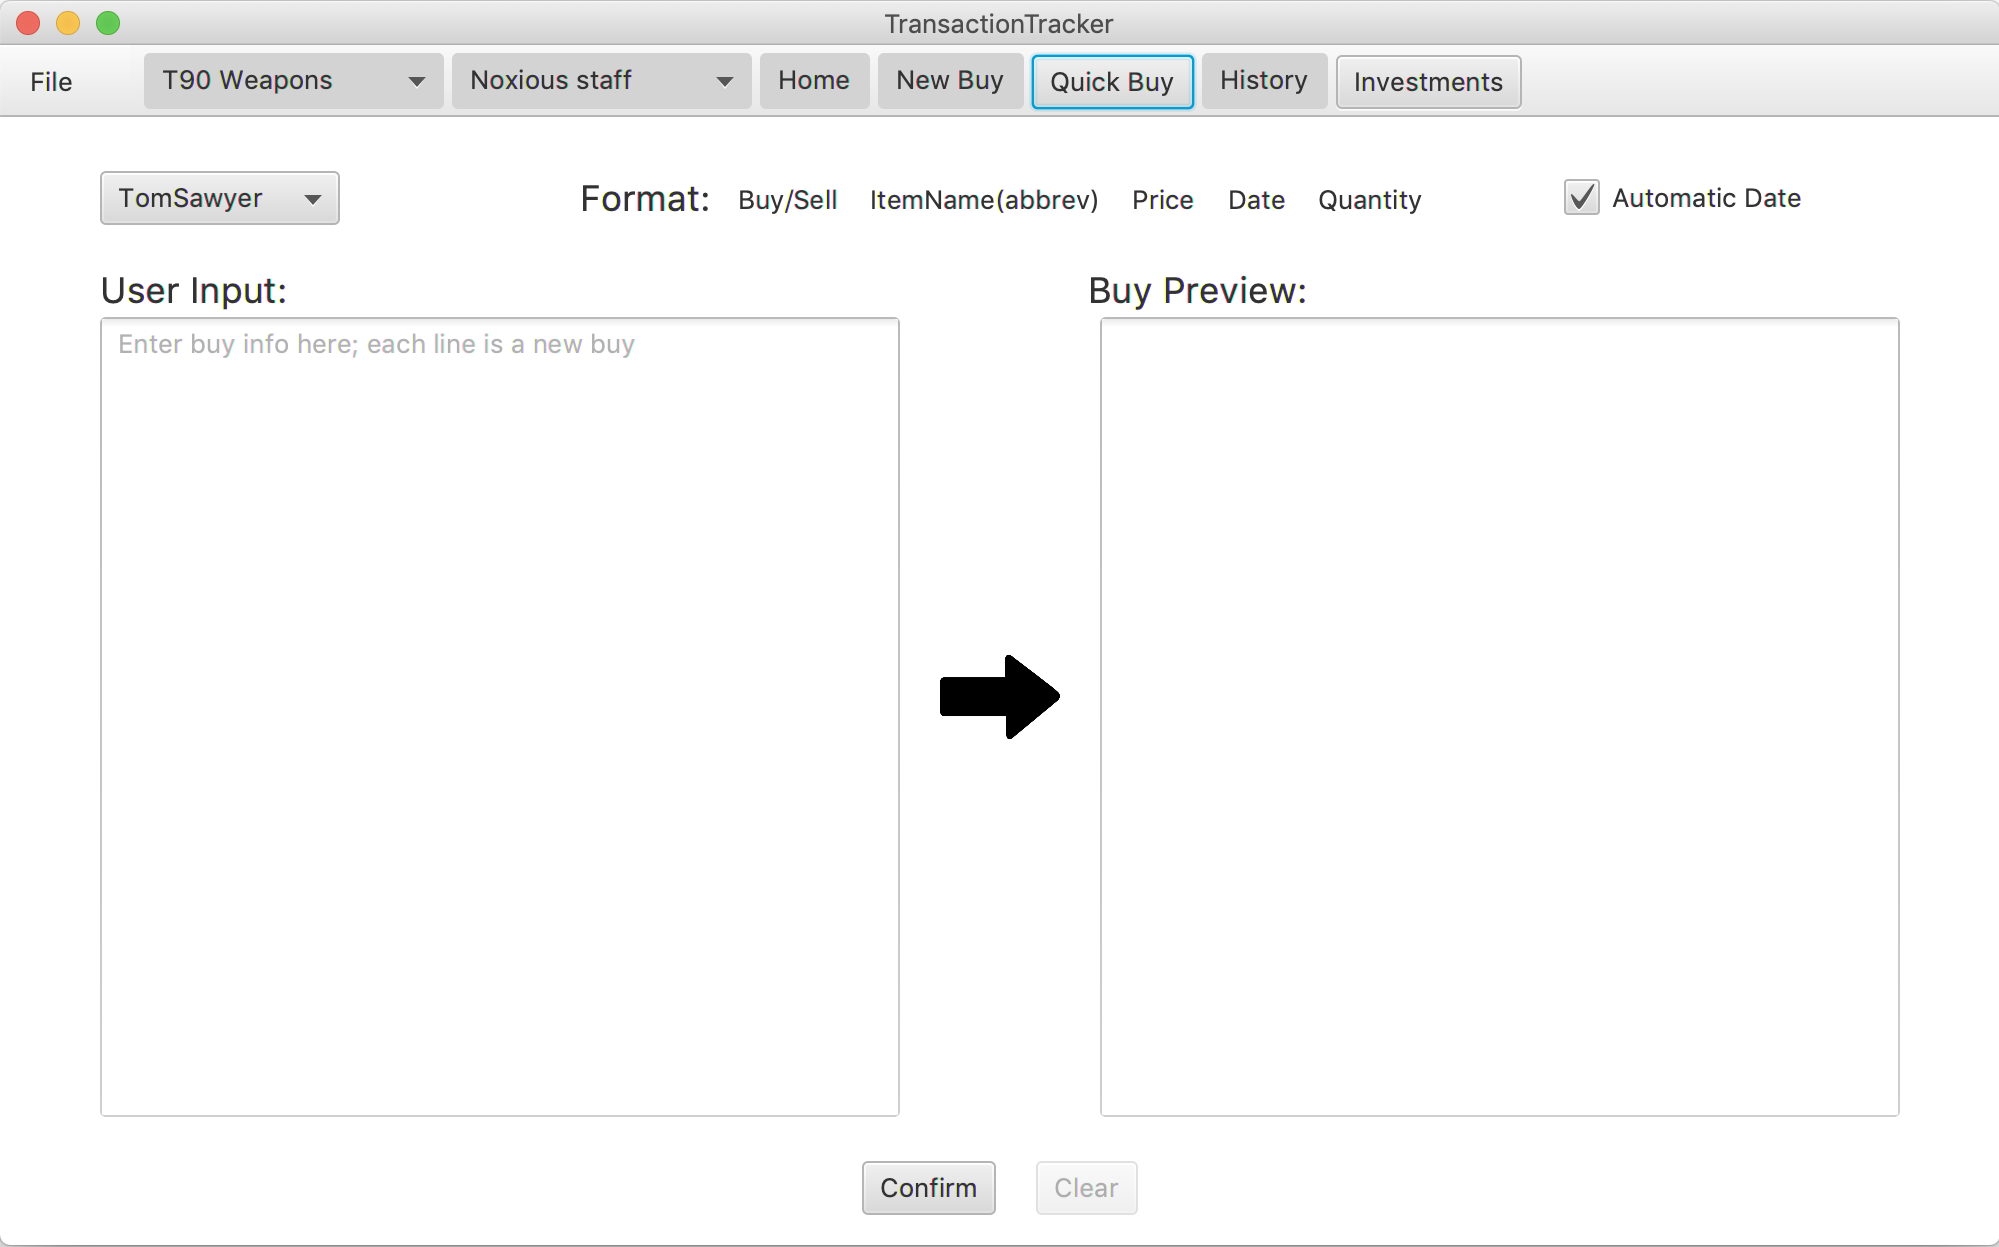 TransactionTracker
File T90 Weapons Noxious staff Home New Buy Quick Buy History Investments
TomSawyer Format: Buy/Sell ItemName(abbrev) Price Date Quantity Automatic Date
User Input: Buy Preview:
Enter buy info here; each line is a new buy
Confirm Clear